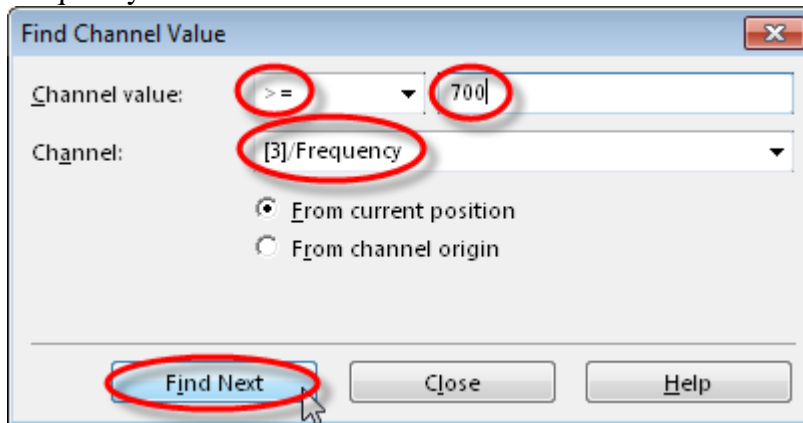 Find Channel Value
Channel value: >= 700
Channel: [3]/Frequency
From current position
From channel origin
Find Next Close Help